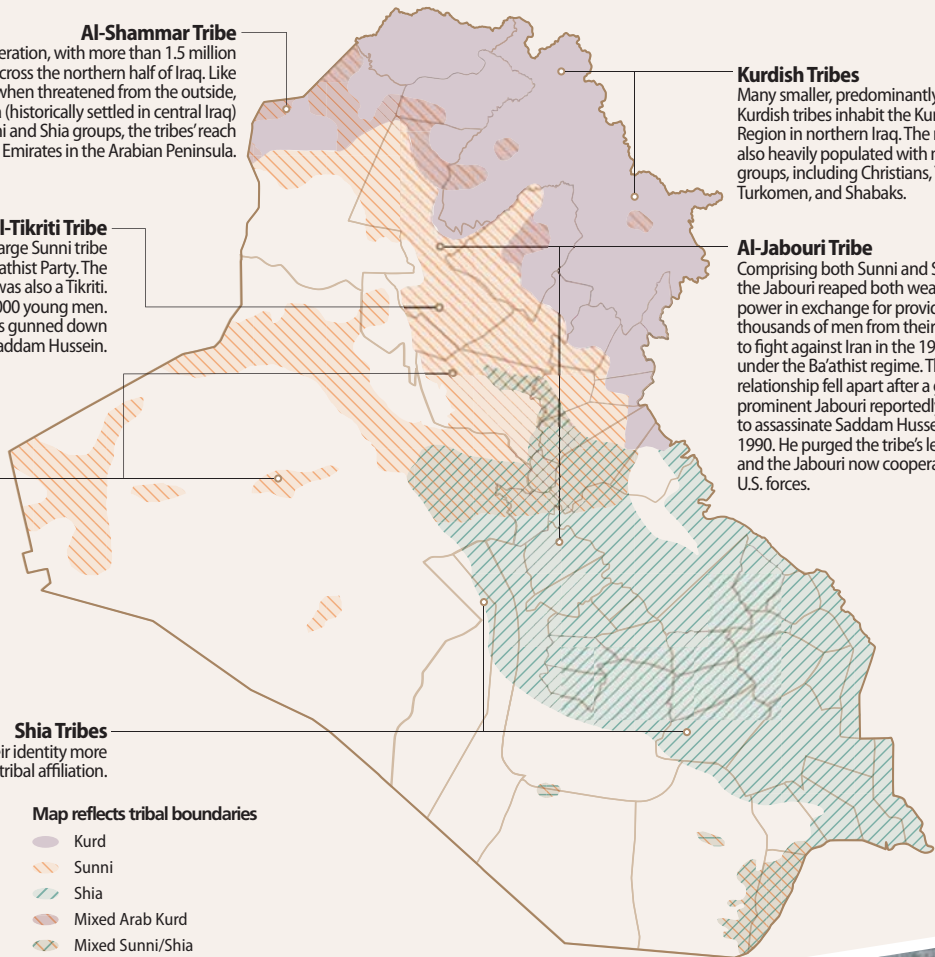 Al-Shammar Tribe
eration, with more than 1.5 million
cross the northern half of Iraq. Like
when threatened from the outside,
(historically settled in central Iraq)
ni and Shia groups, the tribes’ reach
Emirates in the Arabian Peninsula.
l-Tikriti Tribe
arge Sunni tribe
athist Party. The
was also a Tikriti.
000 young men.
s gunned down
addam Hussein.
Shia Tribes
eir identity more
tribal affiliation.
Map reflects tribal boundaries
Kurd
Sunni
Shia
Mixed Arab Kurd
Mixed Sunni/Shia
Kurdish Tribes
Many smaller, predominantly
Kurdish tribes inhabit the Kur
Region in northern Iraq. The r
also heavily populated with
groups, including Christians,
Turkomen, and Shabaks.
Al-Jabouri Tribe
Comprising both Sunni and S
the Jabouri reaped both wea
power in exchange for provid
thousands of men from their
to fight against Iran in the 19
under the Ba’athist regime. Th
relationship fell apart after a
prominent Jabouri reportedly
to assassinate Saddam Husse
1990. He purged the tribe’s le
and the Jabouri now coopera
U.S. forces.